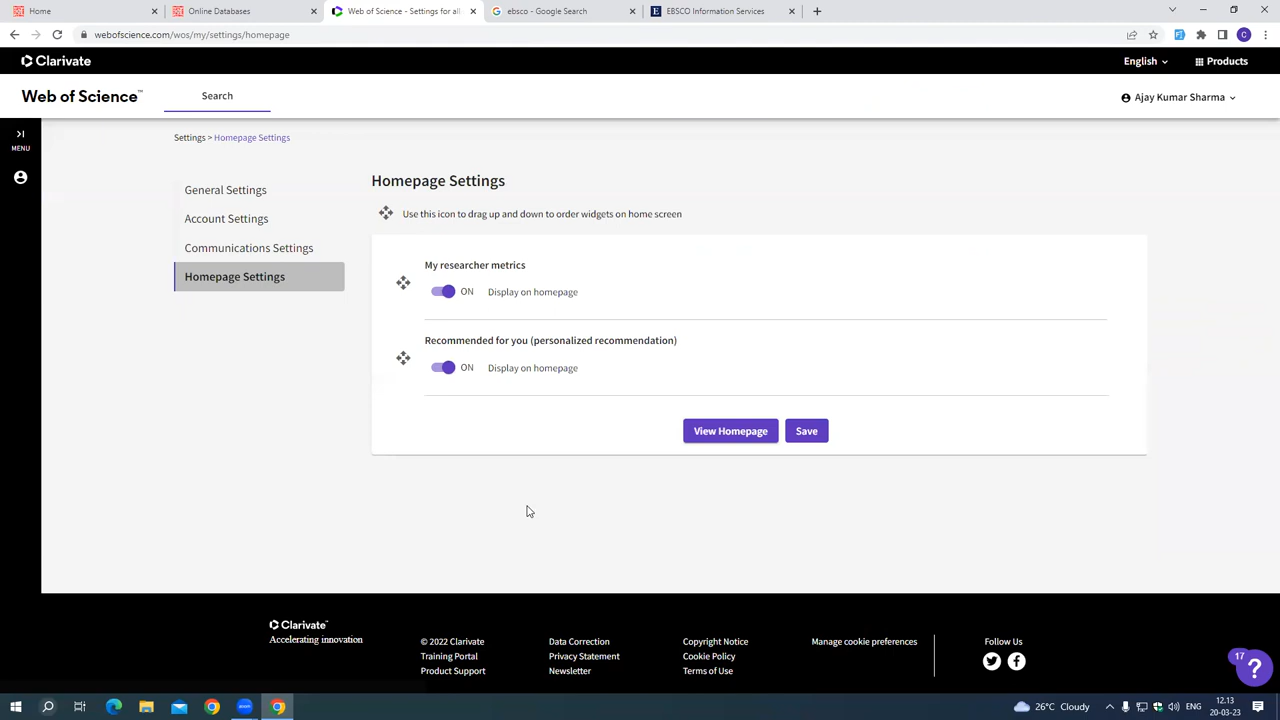 Home
Online Databases
Web of Science - Settings for all
ebsco - Google Search
EBSCO Information Services
webofscience.com/wos/my/settings/homepage
C
Clarivate
English
Products
Web of Science™
Search
Ajay Kumar Sharma
MENU
Settings > Homepage Settings
General Settings
Account Settings
Communications Settings
Homepage Settings
Homepage Settings
Use this icon to drag up and down to order widgets on home screen
My researcher metrics
ON Display on homepage
Recommended for you (personalized recommendation)
ON Display on homepage
View Homepage
Save
Clarivate™
Accelerating innovation
© 2022 Clarivate
Training Portal
Product Support
Data Correction
Privacy Statement
Newsletter
Copyright Notice
Cookie Policy
Terms of Use
Manage cookie preferences
Follow Us
17
?
zoom
26°C Cloudy
ENG
12.13
20-03-23